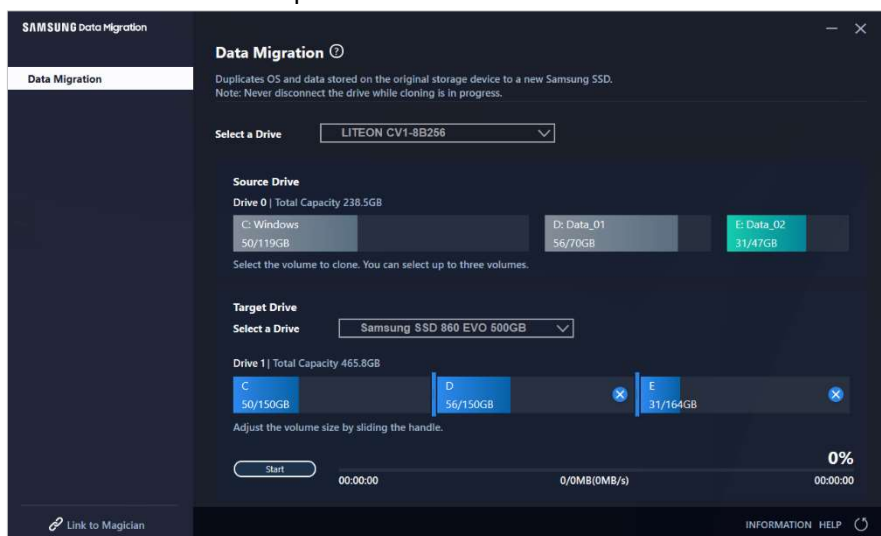 SAMSUNG Data Migration
Data Migration
Data Migration ?
Duplicates OS and data stored on the original storage device to a new Samsung SSD.
Note: Never disconnect the drive while cloning is in progress.
Select a Drive LITEON CV1-8B256
Source Drive
Drive 0 | Total Capacity 238.5GB
C: Windows D: Data_01 E: Data_02
50/119GB 56/70GB 31/47GB
Select the volume to clone. You can select up to three volumes.
Target Drive
Select a Drive Samsung SSD 860 EVO 500GB
Drive 1 | Total Capacity 465.8GB
C D E
50/150GB 56/150GB 31/164GB
Adjust the volume size by sliding the handle.
0%
Start 00:00:00 0/0MB(0MB/s) 00:00:00
Link to Magician INFORMATION HELP